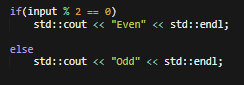 if(input % 2 == 0)
    std::cout << "Even" << std::endl;
else
    std::cout << "Odd" << std::endl;